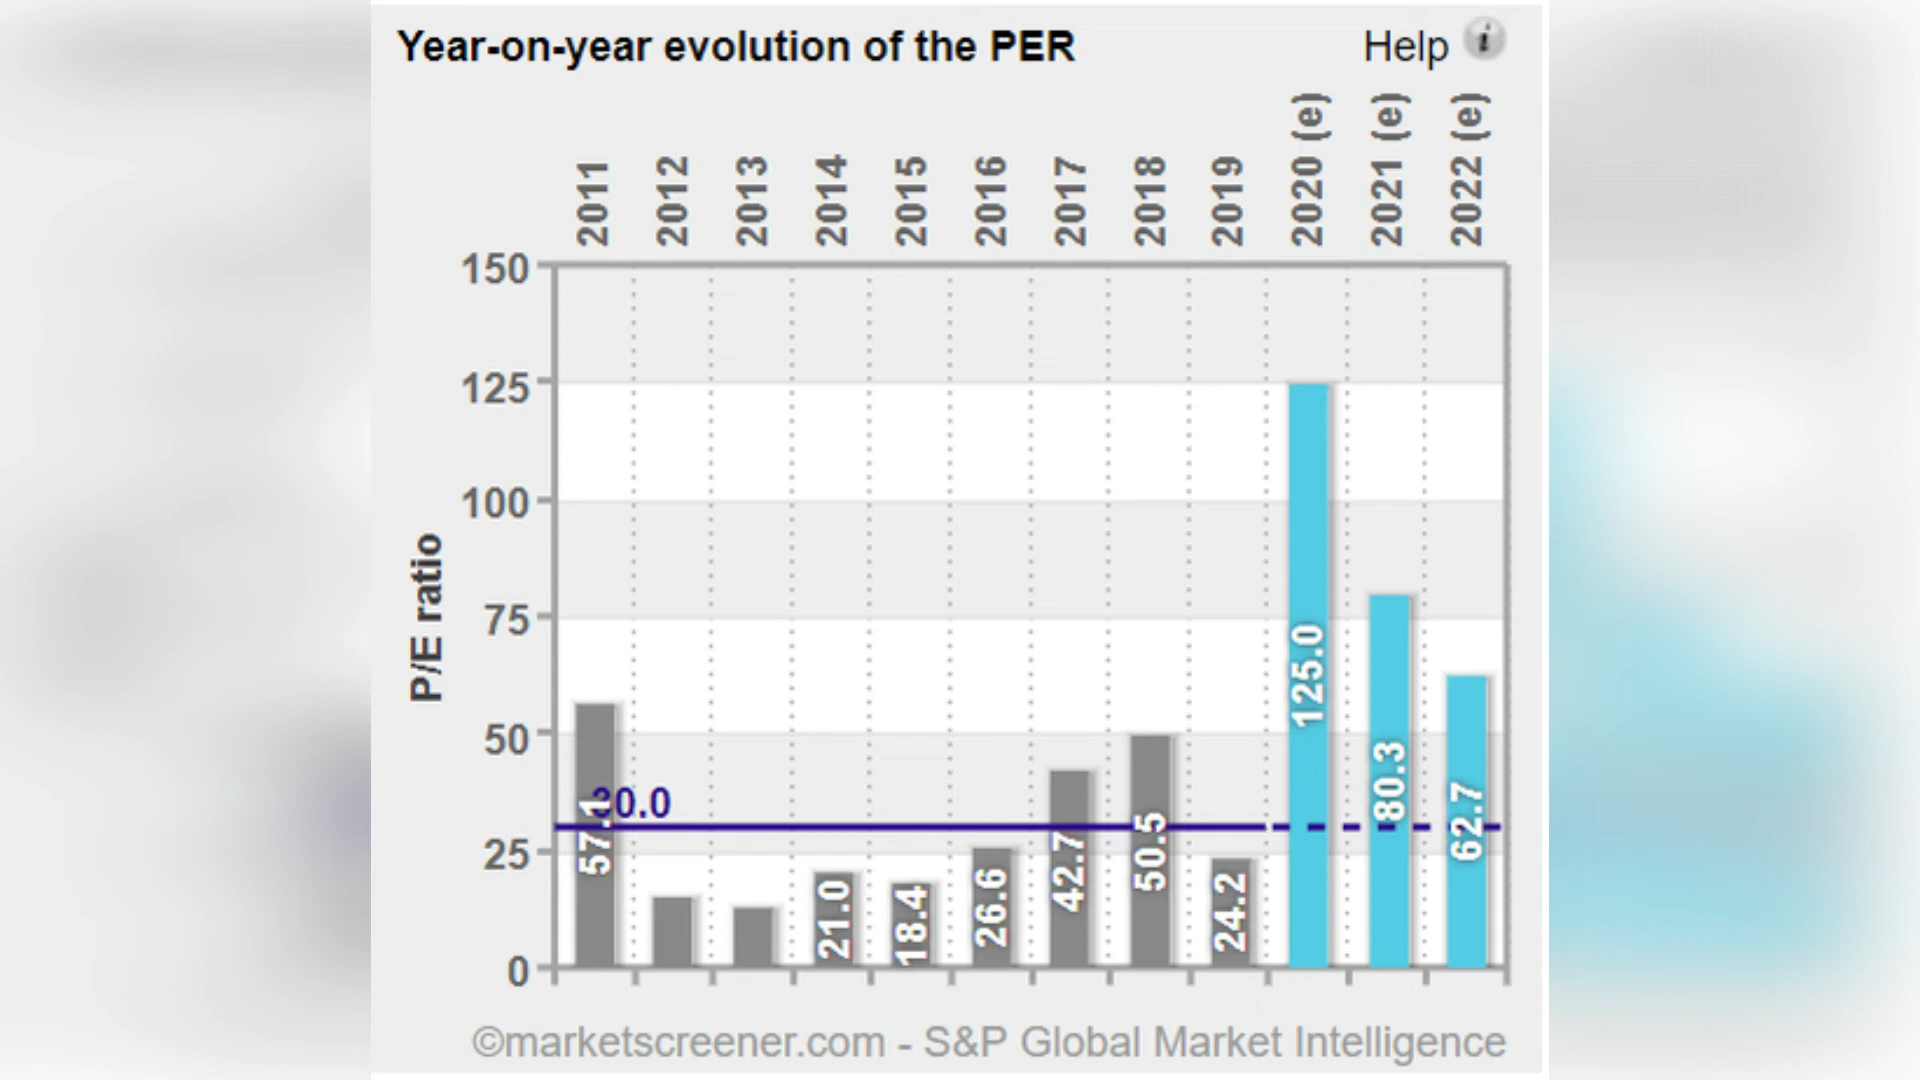 Year-on-year evolution of the PER
Help i
2011 2012 2013 2014 2015 2016 2017 2018 2019 2020 (e) 2021 (e) 2022 (e)
150
125
100
75
50
25
0
P/E ratio
30.0
57.1 21.0 18.4 26.6 42.7 50.5 24.2 125.0 80.3 62.7
©marketscreener.com - S&P Global Market Intelligence